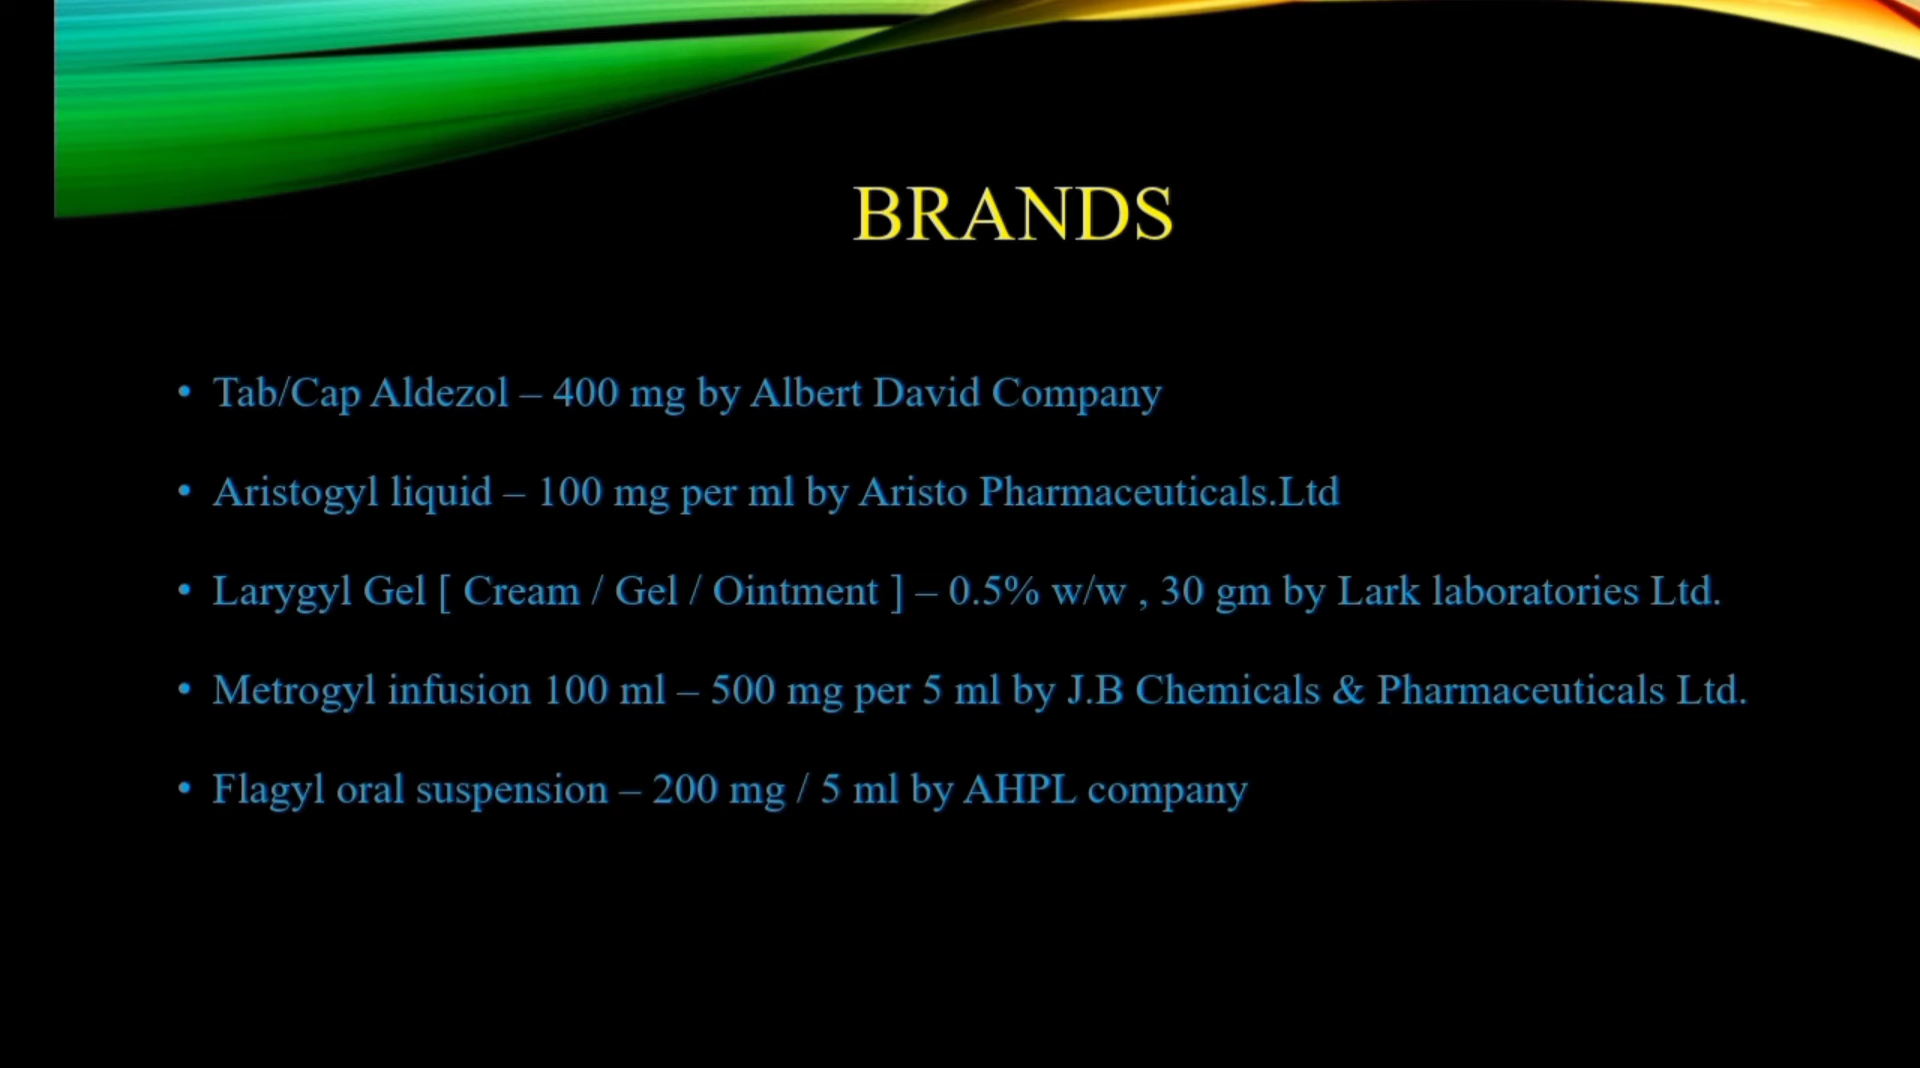 BRANDS
• Tab/Cap Aldezol – 400 mg by Albert David Company
• Aristogyl liquid – 100 mg per ml by Aristo Pharmaceuticals.Ltd
• Larygyl Gel [ Cream / Gel / Ointment ] – 0.5% w/w , 30 gm by Lark laboratories Ltd.
• Metrogyl infusion 100 ml – 500 mg per 5 ml by J.B Chemicals & Pharmaceuticals Ltd.
• Flagyl oral suspension – 200 mg / 5 ml by AHPL company